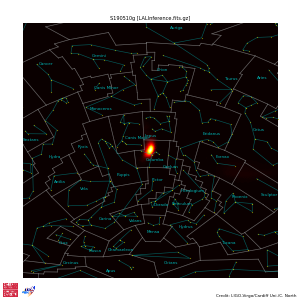 S190510g [LALInference.fits.gz]
Auriga
Gemini
Cancer
Taurus
Aries
Canis Minor
Monoceros
Orion
Cetus
Eridanus
Canis Major
Lepus
Columba
Hydra
Pyxis
Fornax
Antlia
Vela
Puppis
Caelum
Pictor
Horologium
Dorado
Reticulum
Phoenix
Sculptor
Carina
Volans
Mensa
Hydrus
Tucana
Crux
Musca
Chamaeleon
Circinus
Apus
Octans
Credit: LIGO-Virgo/Cardiff Uni./C. North